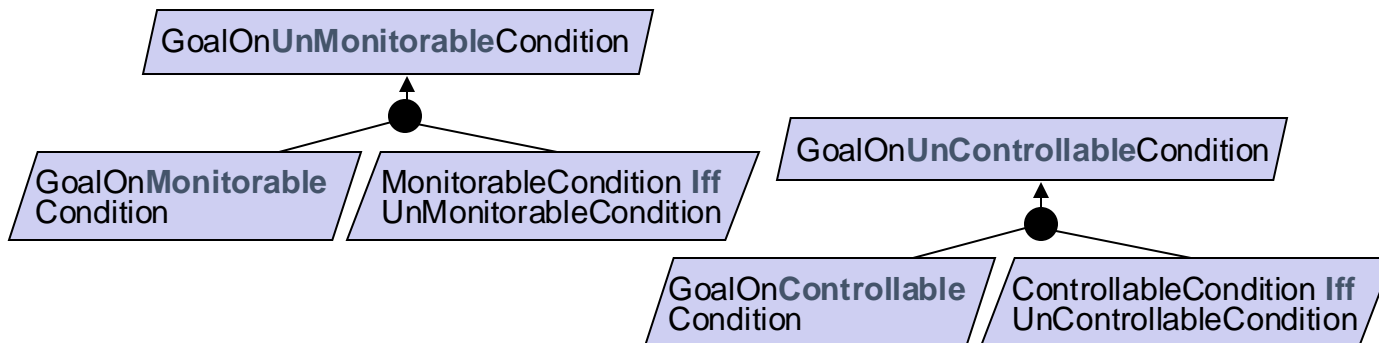 GoalOnUnMonitorableCondition
GoalOnMonitorable
Condition
MonitorableCondition Iff
UnMonitorableCondition
GoalOnUnControllableCondition
GoalOnControllable
Condition
ControllableCondition Iff
UnControllableCondition